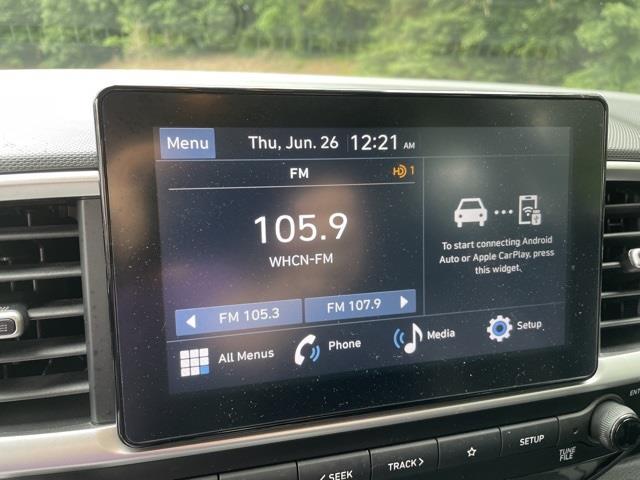 Menu Thu, Jun. 26 12:21 AM
FM HD 1
105.9
WHCN-FM
FM 105.3 FM 107.9
To start connecting Android
Auto or Apple CarPlay, press
this widget.
All Menus Phone Media Setup
< SEEK TRACK > ☆ SETUP
TUNE
FILE